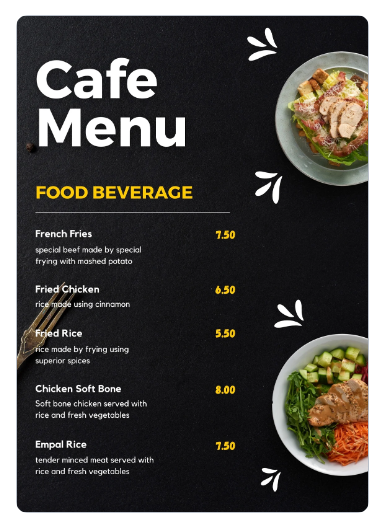 Cafe
Menu
FOOD BEVERAGE
French Fries 7.50
special beef made by special
frying with mashed potato
Fried Chicken 6.50
rice made using cinnamon
Fried Rice 5.50
rice made by frying using
superior spices
Chicken Soft Bone 8.00
Soft bone chicken served with
rice and fresh vegetables
Empal Rice 7.50
tender minced meat served with
rice and fresh vegetables